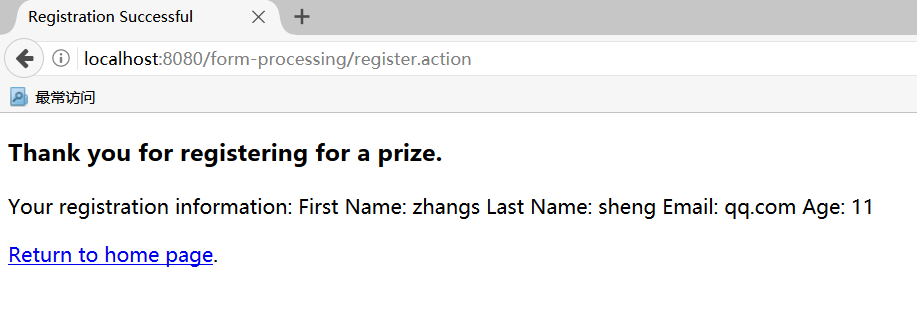 Registration Successful
localhost:8080/form-processing/register.action
最常访问
Thank you for registering for a prize.
Your registration information: First Name: zhangs Last Name: sheng Email: qq.com Age: 11
Return to home page.